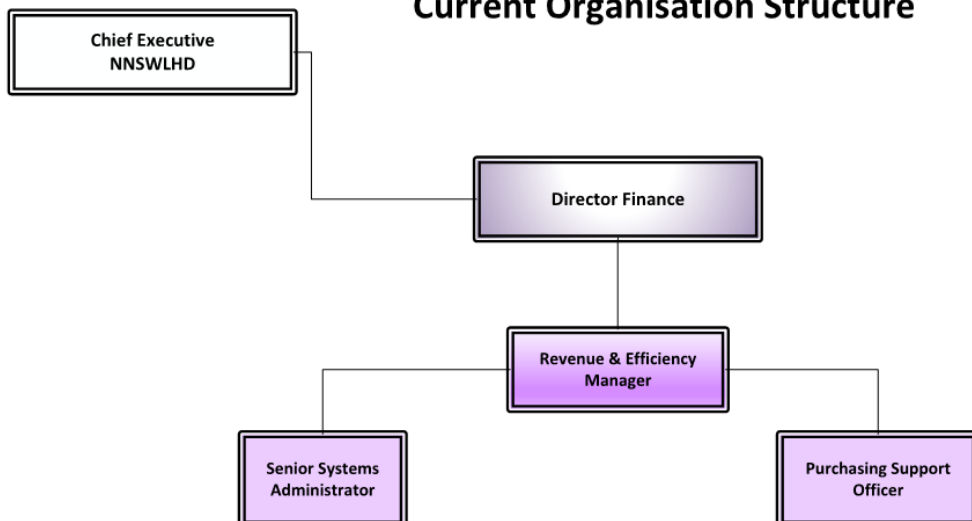 Current Organisation Structure
Chief Executive
NNSWLHD
Director Finance
Revenue & Efficiency
Manager
Senior Systems
Administrator
Purchasing Support
Officer